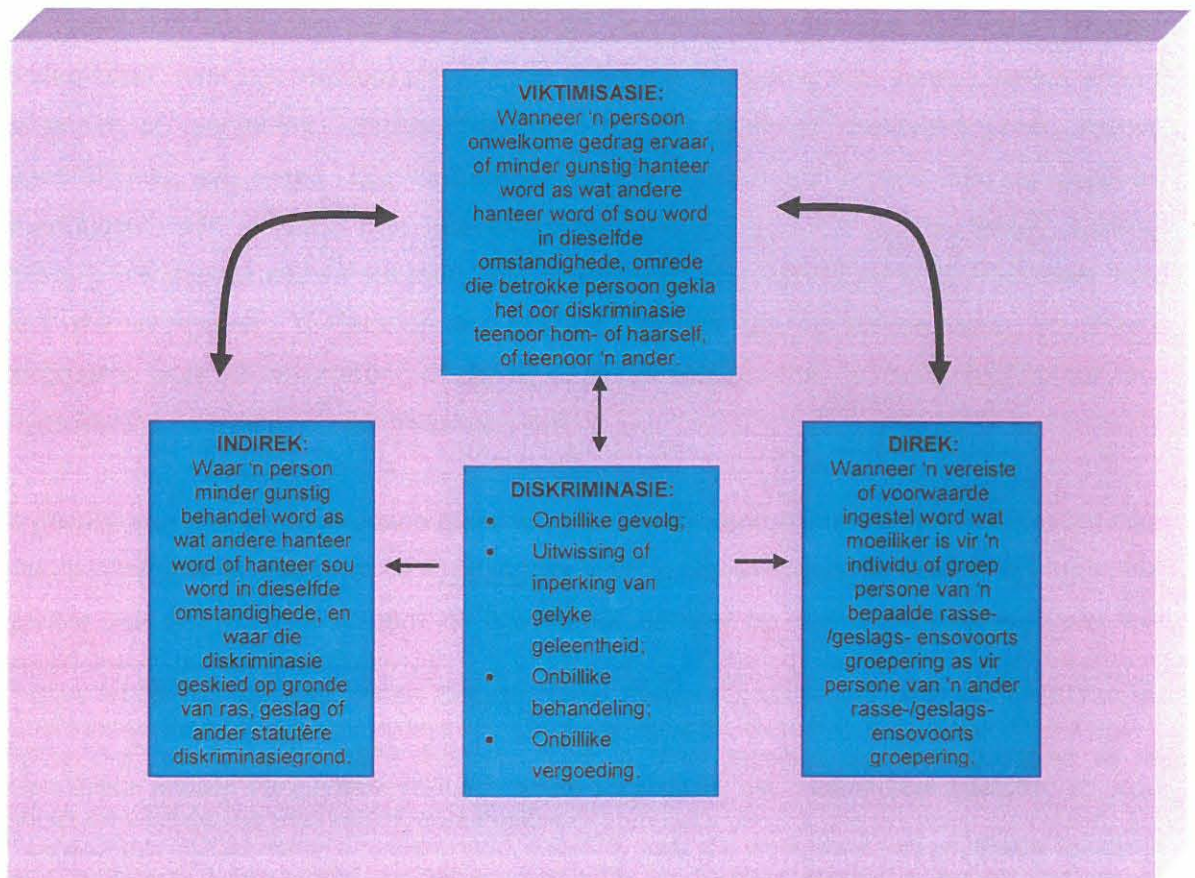 VIKTIMISASIE:
Wanneer 'n persoon
onwelkome gedrag ervaar,
of minder gunstig hanteer
word as wat andere
hanteer word of sou word
in dieselfde
omstandighede, omrede
die betrokke persoon gekla
het oor diskriminasie
teenoor hom- of haarself,
of teenoor 'n ander.
INDIREK:
Waar 'n person
minder gunstig
behandel word as
wat andere hanteer
word of hanteer sou
word in dieselfde
omstandighede, en
waar die
diskriminasie
geskied op gronde
van ras, geslag of
ander statutêre
diskriminasiegrond.
DISKRIMINASIE:
• Onbillike gevolg;
• Uitwissing of
inperking van
gelyke
geleentheid;
• Onbillike
behandeling;
• Onbillike
vergoeding.
DIREK:
Wanneer 'n vereiste
of voorwaarde
ingestel word wat
moeiliker is vir 'n
individu of groep
persone van 'n
bepaalde rasse-
/geslags- ensovoorts
groepering as vir
persone van 'n ander
rasse-/geslags-
ensovoorts
groepering.